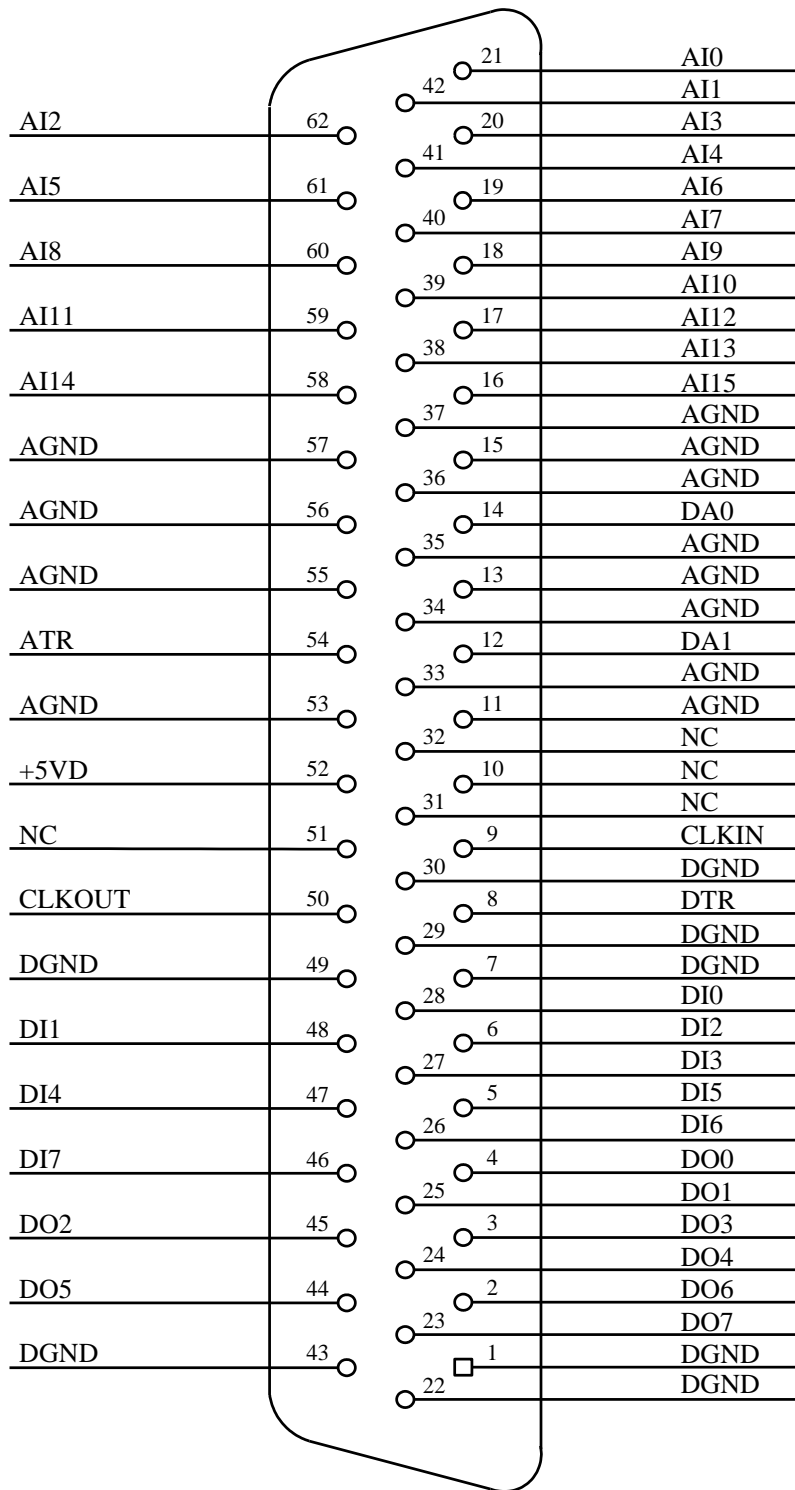 21 AI0
42 AI1
AI2 62 20 AI3
41 AI4
AI5 61 19 AI6
40 AI7
AI8 60 18 AI9
39 AI10
AI11 59 17 AI12
38 AI13
AI14 58 16 AI15
37 AGND
AGND 57 15 AGND
36 AGND
AGND 56 14 DA0
35 AGND
AGND 55 13 AGND
34 AGND
ATR 54 12 DA1
33 AGND
AGND 53 11 AGND
32 NC
+5VD 52 10 NC
31 NC
NC 51 9 CLKIN
30 DGND
CLKOUT 50 8 DTR
29 DGND
DGND 49 7 DGND
28 DI0
DI1 48 6 DI2
27 DI3
DI4 47 5 DI5
26 DI6
DI7 46 4 DO0
25 DO1
DO2 45 3 DO3
24 DO4
DO5 44 2 DO6
23 DO7
DGND 43 1 DGND
22 DGND